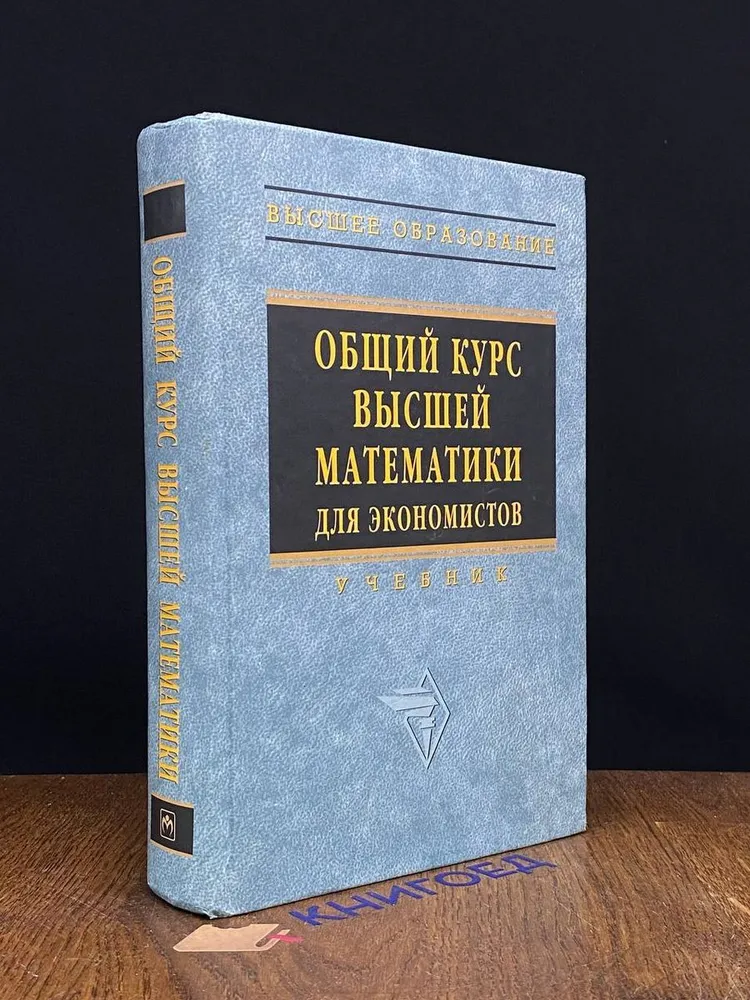 ВЫСШЕЕ ОБРАЗОВАНИЕ
ОБЩИЙ КУРС
ВЫСШЕЙ
МАТЕМАТИКИ
ДЛЯ ЭКОНОМИСТОВ
УЧЕБНИК
ОБЩИЙ КУРС ВЫСШЕЙ МАТЕМАТИКИ
КНИГОЕД